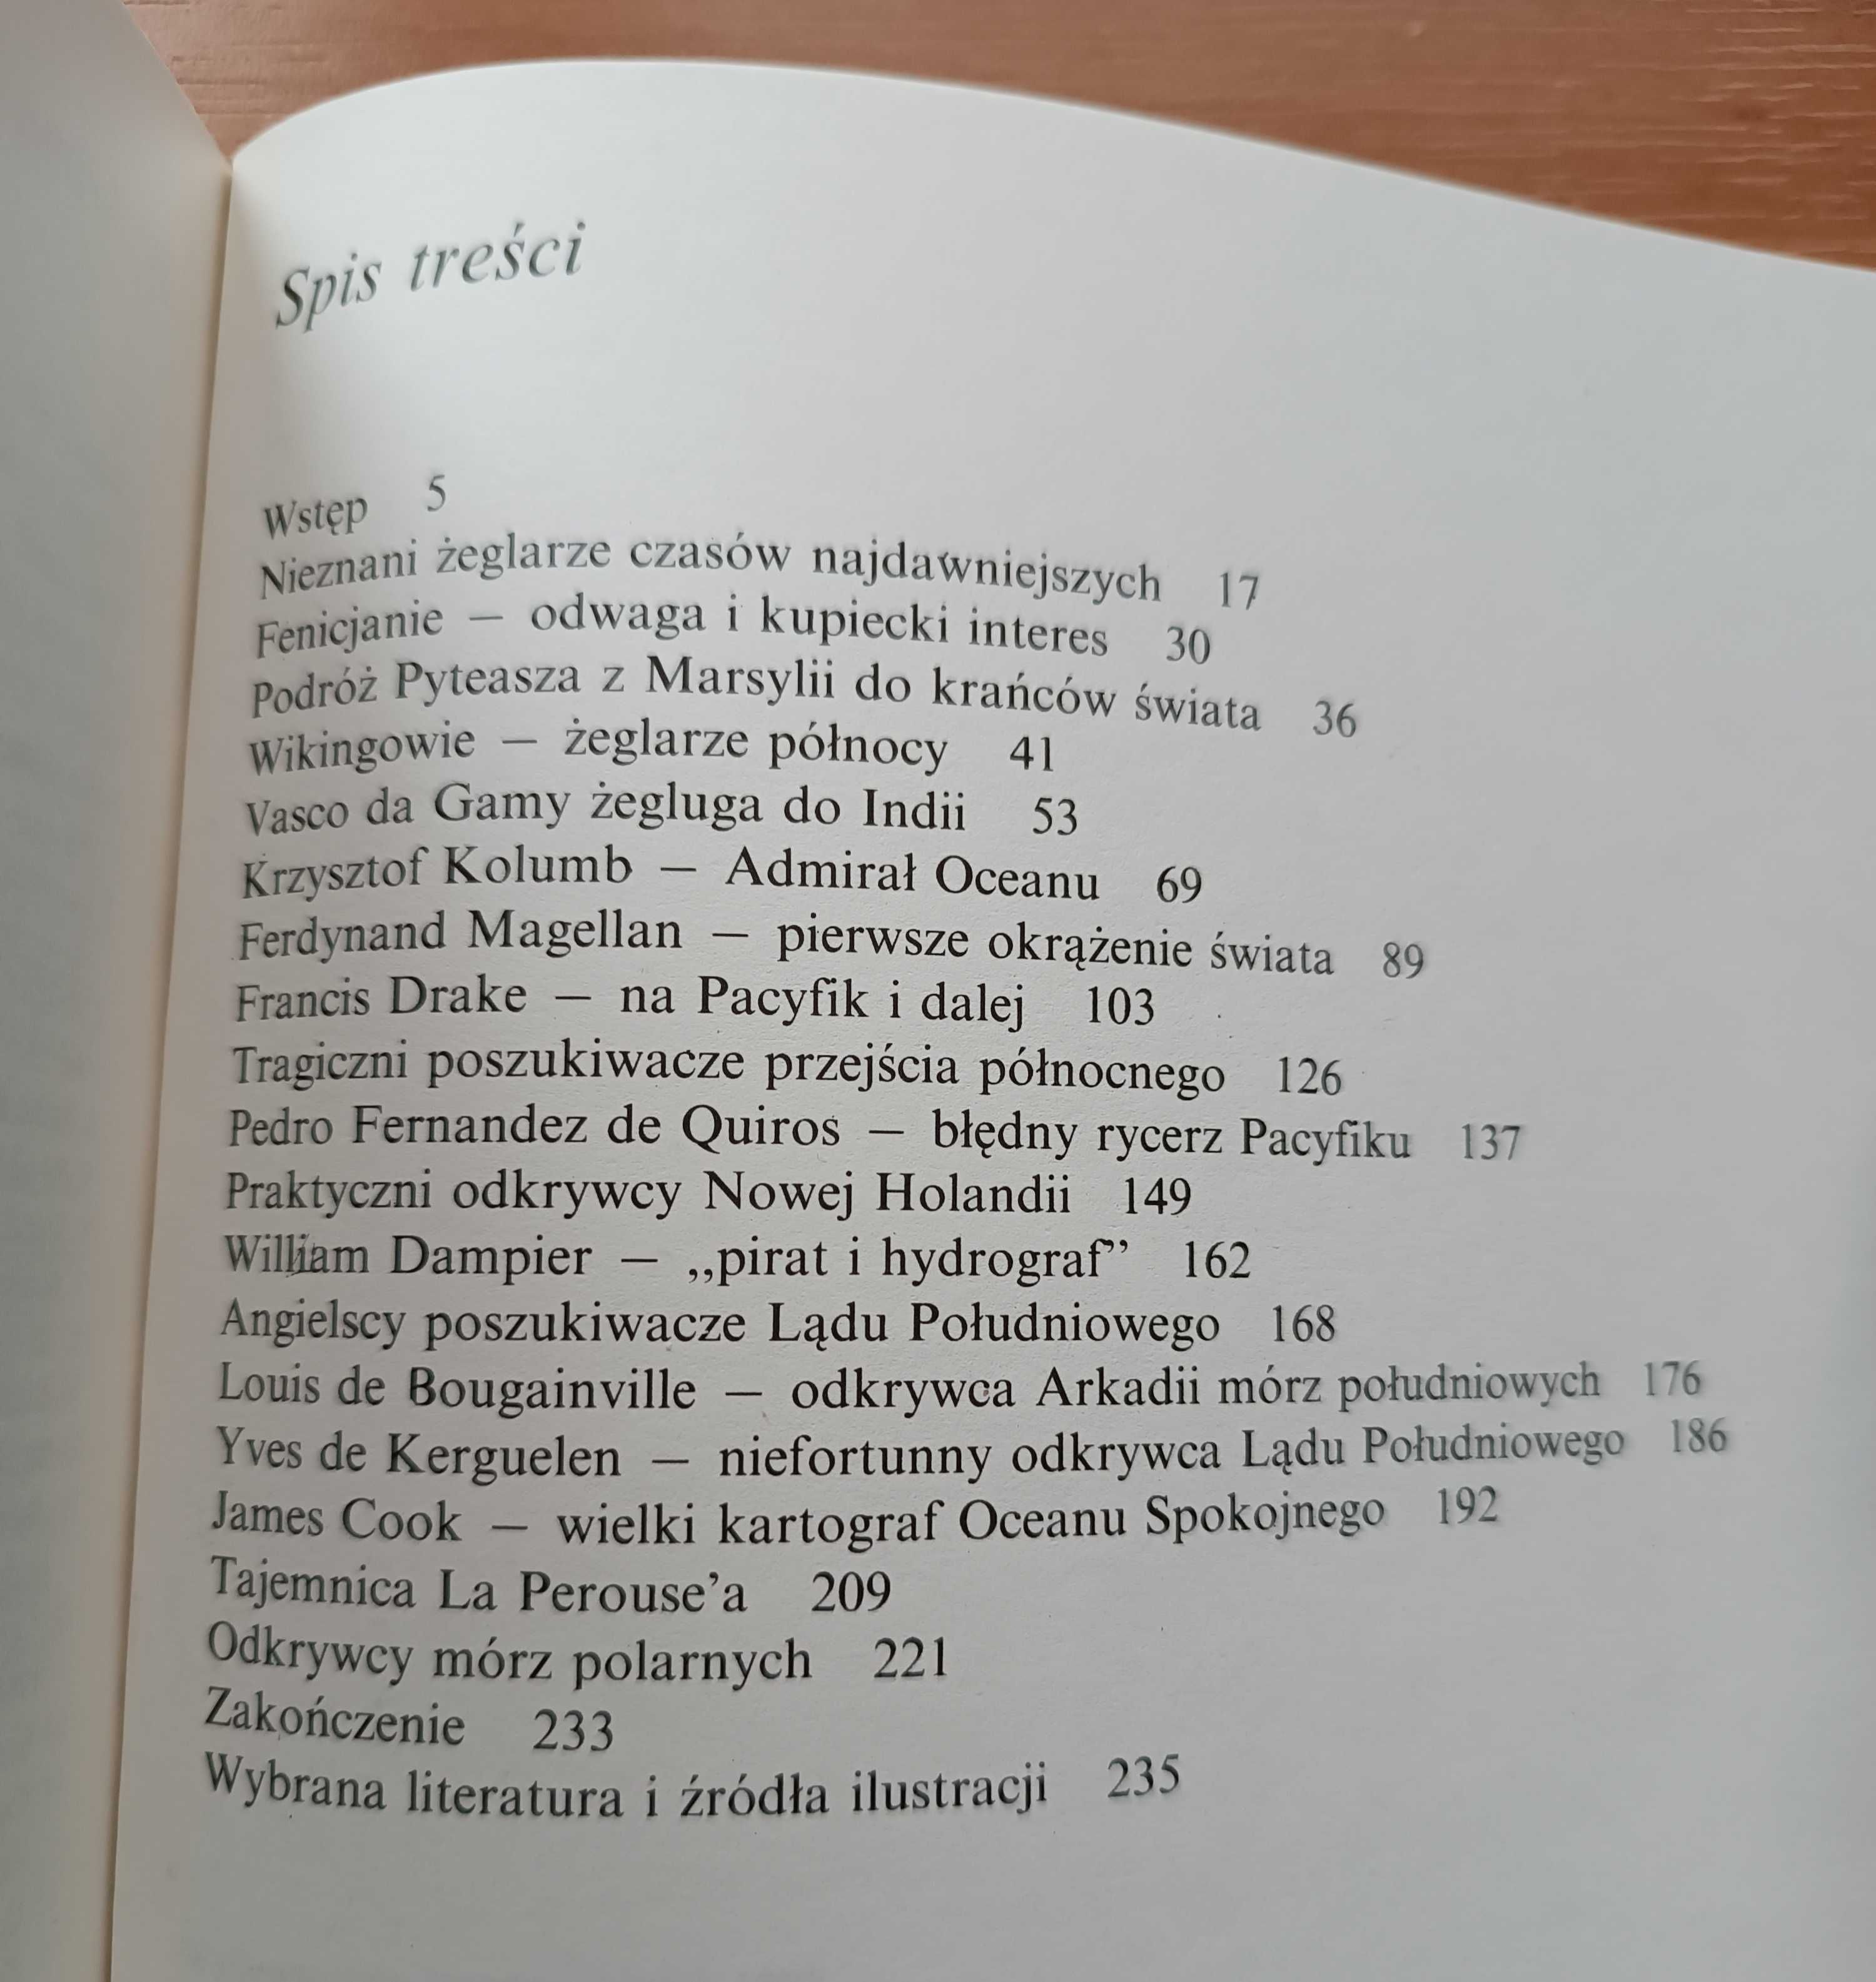 Spis treści
Wstęp 5
Nieznani żeglarze czasów najdawniejszych 17
Fenicjanie — odwaga i kupiecki interes 30
Podróż Pyteasza z Marsylii do krańców świata 36
Wikingowie — żeglarze północy 41
Vasco da Gamy żegluga do Indii 53
Krzysztof Kolumb — Admirał Oceanu 69
Ferdynand Magellan — pierwsze okrążenie świata 89
Francis Drake — na Pacyfik i dalej 103
Tragiczni poszukiwacze przejścia północnego 126
Pedro Fernandez de Quiros — błędny rycerz Pacyfiku 137
Praktyczni odkrywcy Nowej Holandii 149
William Dampier — „pirat i hydrograf” 162
Angielscy poszukiwacze Lądu Południowego 168
Louis de Bougainville — odkrywca Arkadii mórz południowych 176
Yves de Kerguelen — niefortunny odkrywca Lądu Południowego 186
James Cook — wielki kartograf Oceanu Spokojnego 192
Tajemnica La Perouse’a 209
Odkrywcy mórz polarnych 221
Zakończenie 233
Wybrana literatura i źródła ilustracji 235